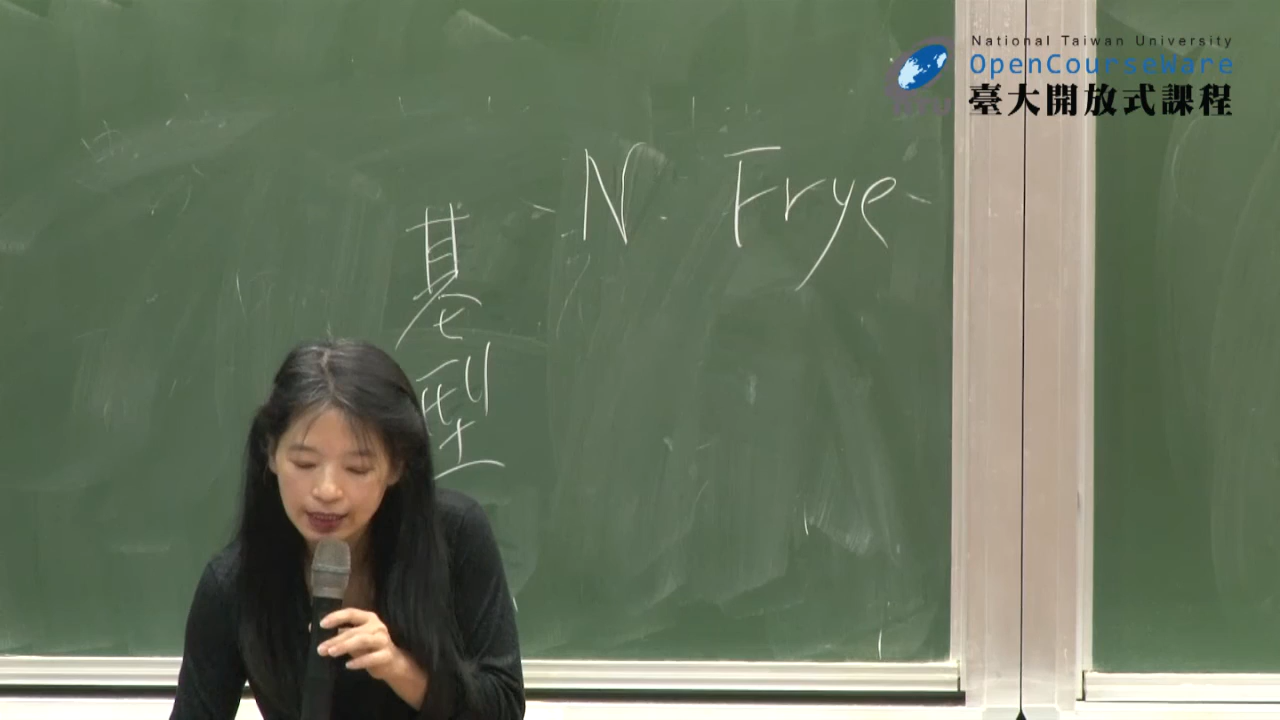 National Taiwan University
OpenCourseWare
臺大開放式課程
N. Frye
基型